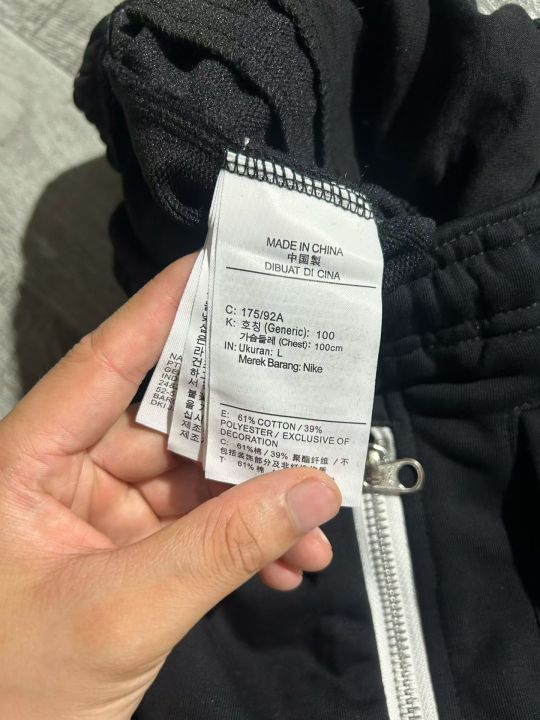 MADE IN CHINA
中国製
DIBUAT DI CINA
C: 175/92A
K: 호칭 (Generic): 100
가슴둘레 (Chest): 100cm
IN: Ukuran: L
Merek Barang: Nike
E: 61% COTTON / 39%
POLYESTER / EXCLUSIVE OF
DECORATION
C: 61%棉 / 39% 聚酯纤维 / 不
包括装饰部分及非纤维物质
T: 61% 棉